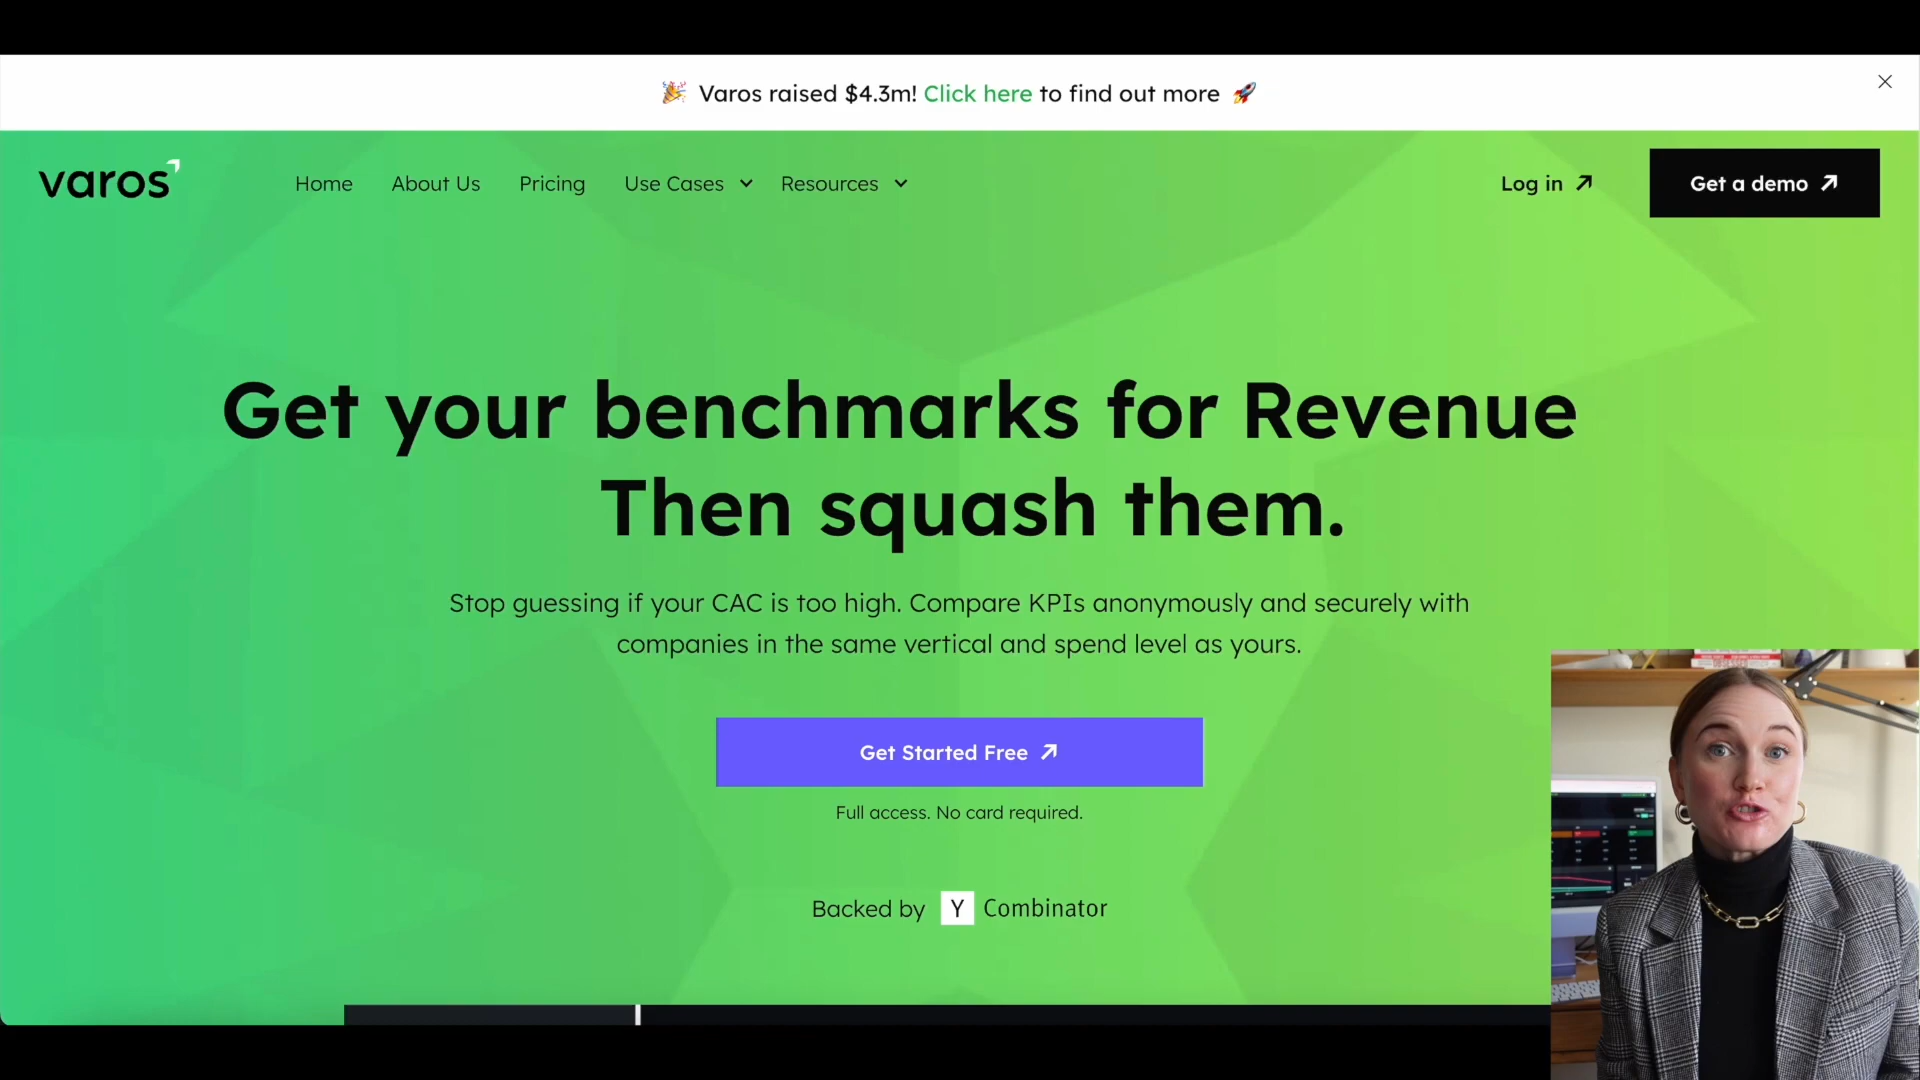 Varos raised $4.3m! Click here to find out more
varos
Home
About Us
Pricing
Use Cases
Resources
Log in
Get a demo
Get your benchmarks for Revenue
Then squash them.
Stop guessing if your CAC is too high. Compare KPIs anonymously and securely with
companies in the same vertical and spend level as yours.
Get Started Free
Full access. No card required.
Backed by Y Combinator